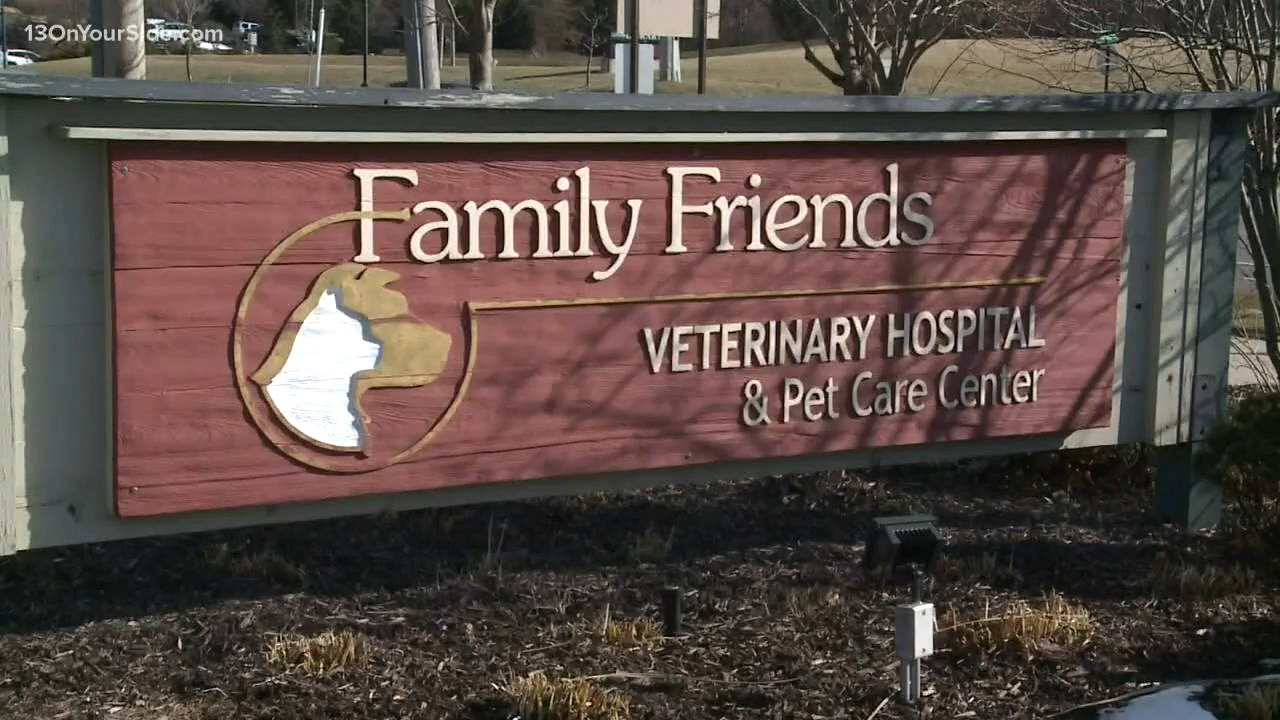 13OnYourSide.com
Family Friends
VETERINARY HOSPITAL
& Pet Care Center